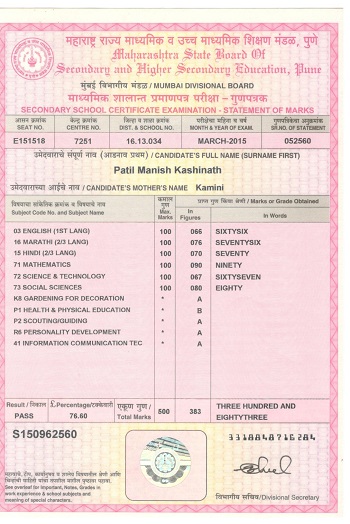 महाराष्ट्र राज्य माध्यमिक व उच्च माध्यमिक शिक्षण मंडळ, पुणे
Maharashtra State Board Of
Secondary and Higher Secondary Education, Pune
मुंबई विभागीय मंडळ / MUMBAI DIVISIONAL BOARD
माध्यमिक शालान्त प्रमाणपत्र परीक्षा – गुणपत्रक
SECONDARY SCHOOL CERTIFICATE EXAMINATION - STATEMENT OF MARKS
आसन क्रमांक केन्द्र क्रमांक जिल्हा व शाळा क्रमांक परीक्षेचा महिना व वर्ष गुणपत्रिकेचा अनुक्रमांक
SEAT NO. CENTRE NO. DIST. & SCHOOL NO. MONTH & YEAR OF EXAM. SR.NO. OF STATEMENT
E151518 7251 16.13.034 MARCH-2015 052560
उमेदवाराचे संपूर्ण नाव (आडनाव प्रथम) / CANDIDATE'S FULL NAME (SURNAME FIRST)
Patil Manish Kashinath
उमेदवाराच्या आईचे नाव / CANDIDATE'S MOTHER'S NAME Kamini
विषयाचा सांकेतिक क्रमांक व विषयाचे नाव
Subject Code No. and Subject Name
कमाल गुण
Max. Marks
प्राप्त गुण किंवा श्रेणी / Marks or Grade Obtained
In Figures
In Words
03 ENGLISH (1ST LANG) 100 066 SIXTYSIX
16 MARATHI (2/3 LANG) 100 076 SEVENTYSIX
15 HINDI (2/3 LANG) 100 070 SEVENTY
71 MATHEMATICS 100 090 NINETY
72 SCIENCE & TECHNOLOGY 100 067 SIXTYSEVEN
73 SOCIAL SCIENCES 100 080 EIGHTY
K8 GARDENING FOR DECORATION * A
P1 HEALTH & PHYSICAL EDUCATION * B
P2 SCOUTING/GUIDING * A
R6 PERSONALITY DEVELOPMENT * A
41 INFORMATION COMMUNICATION TEC * A
Result / निकाल £.Percentage/टक्केवारी एकूण गुण / Total Marks 500 383 THREE HUNDRED AND EIGHTYTHREE
PASS 76.60
S150962560
See overleaf for Important, Notes, Grades in
work experience & school subjects and
meaning of special characters.
विभागीय सचिव/Divisional Secretary